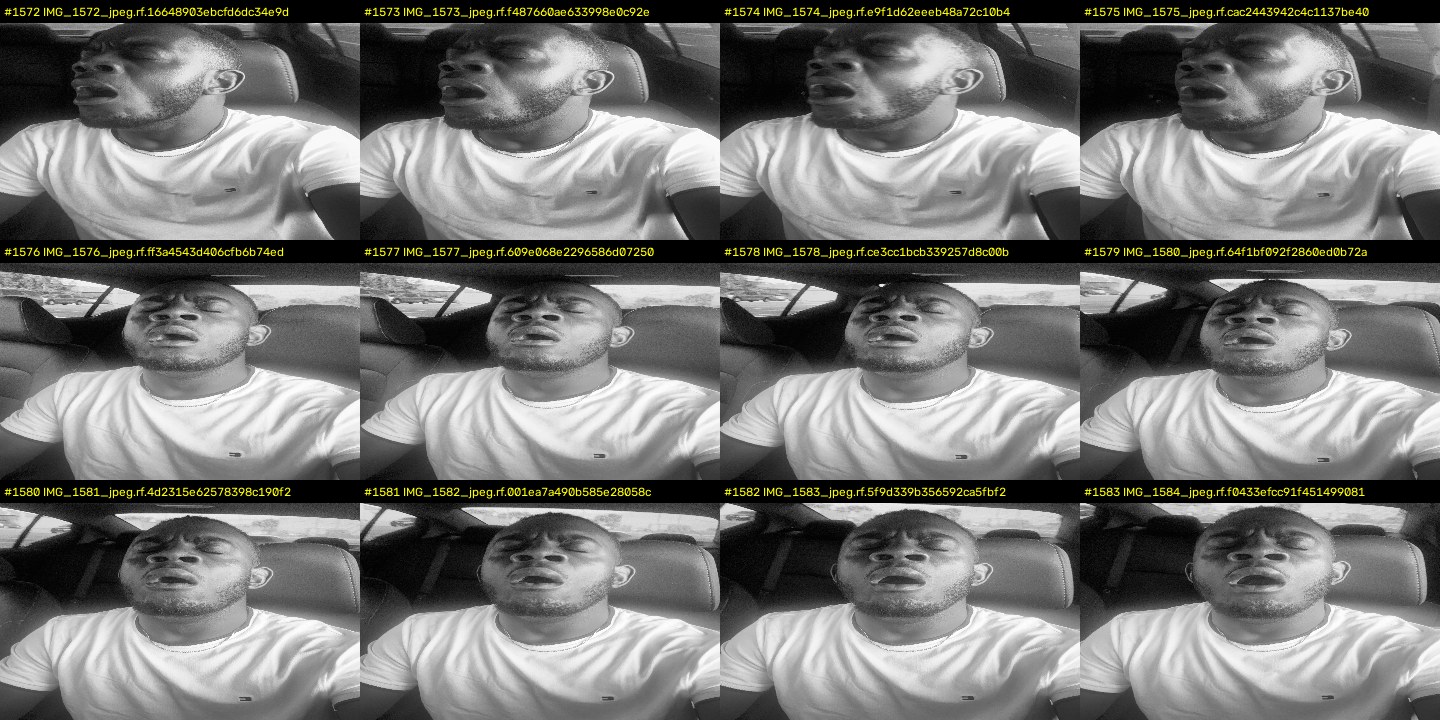 #1572 IMG_1572_jpeg.rf.16648903ebcfd6dc34e9d
#1573 IMG_1573_jpeg.rf.f487660ae633998e0c92e
#1574 IMG_1574_jpeg.rf.e9f1d62eeeb48a72c10b4
#1575 IMG_1575_jpeg.rf.cac2443942c4c1137be40
#1576 IMG_1576_jpeg.rf.ff3a4543d406cfb6b74ed
#1577 IMG_1577_jpeg.rf.609e068e2296586d07250
#1578 IMG_1578_jpeg.rf.ce3cc1bcb339257d8c00b
#1579 IMG_1580_jpeg.rf.64f1bf092f2860ed0b72a
#1580 IMG_1581_jpeg.rf.4d2315e62578398c190f2
#1581 IMG_1582_jpeg.rf.001ea7a490b585e28058c
#1582 IMG_1583_jpeg.rf.5f9d339b356592ca5fbf2
#1583 IMG_1584_jpeg.rf.f0433efcc91f451499081